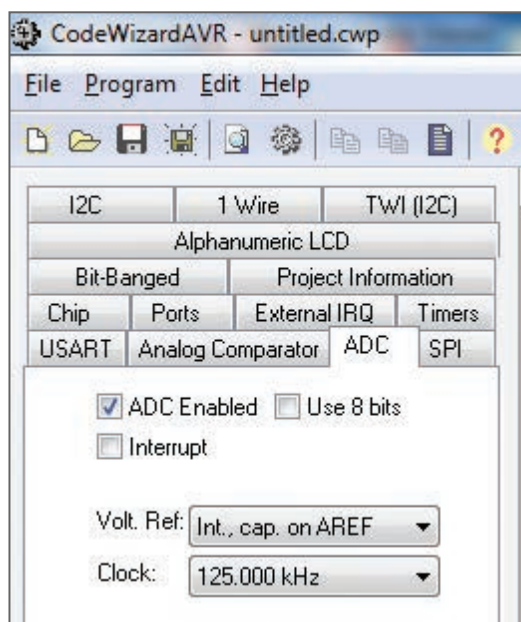 CodeWizardAVR - untitled.cwp
File Program Edit Help
I2C 1 Wire TWI (I2C)
Alphanumeric LCD
Bit-Banged Project Information
Chip Ports External IRQ Timers
USART Analog Comparator ADC SPI
ADC Enabled Use 8 bits
Interrupt
Volt. Ref: Int., cap. on AREF
Clock: 125.000 kHz